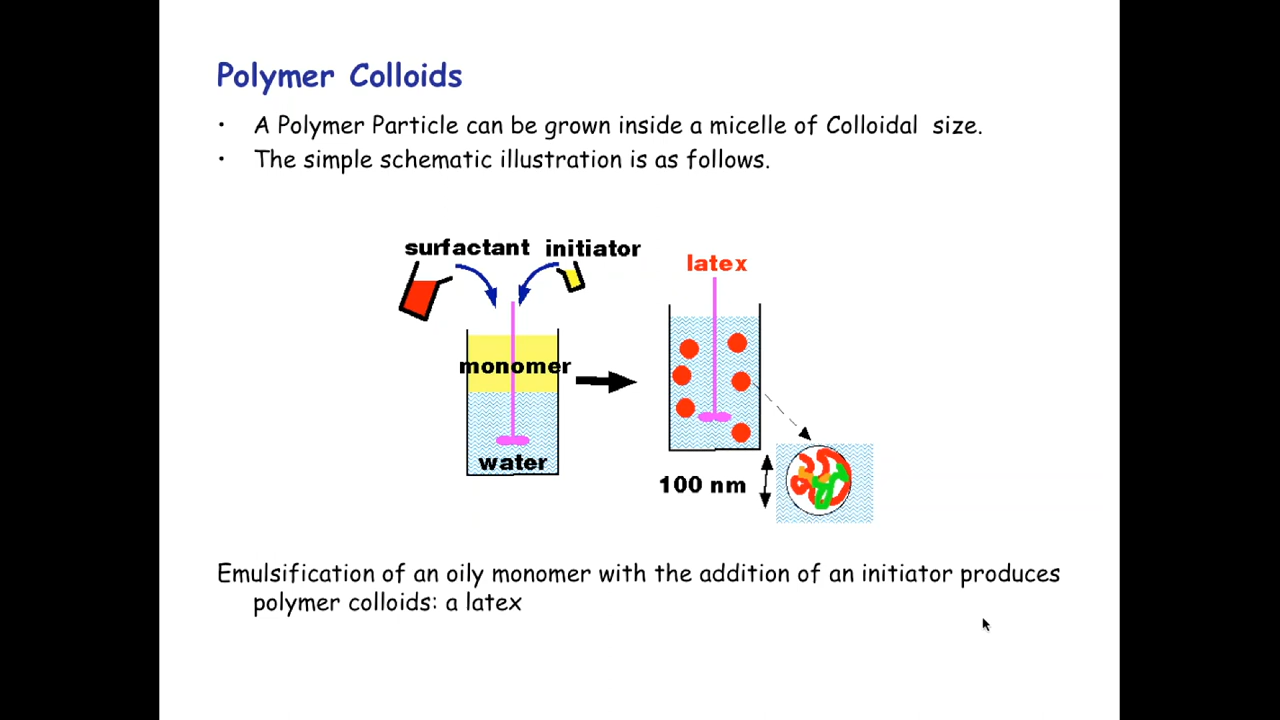 Polymer Colloids
• A Polymer Particle can be grown inside a micelle of Colloidal size.
• The simple schematic illustration is as follows.
surfactant initiator
latex
monomer
water
100 nm
Emulsification of an oily monomer with the addition of an initiator produces
polymer colloids: a latex